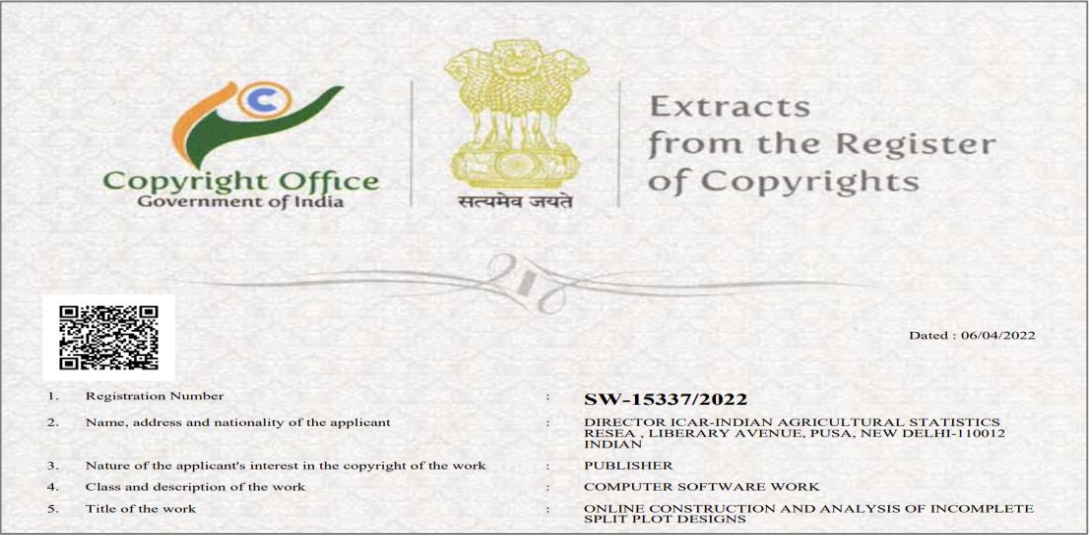 Copyright Office
Government of India
सत्यमेव जयते
Extracts
from the Register
of Copyrights
Dated : 06/04/2022
1. Registration Number : SW-15337/2022
2. Name, address and nationality of the applicant : DIRECTOR ICAR-INDIAN AGRICULTURAL STATISTICS
RESEA , LIBERARY AVENUE, PUSA, NEW DELHI-110012
INDIAN
3. Nature of the applicant's interest in the copyright of the work : PUBLISHER
4. Class and description of the work : COMPUTER SOFTWARE WORK
5. Title of the work : ONLINE CONSTRUCTION AND ANALYSIS OF INCOMPLETE
SPLIT PLOT DESIGNS